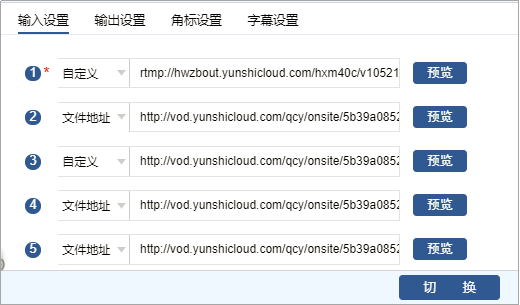 输入设置 输出设置 角标设置 字幕设置
1 * 自定义 rtmp://hwzbout.yunshicloud.com/hxm40c/v10521 预览
2 文件地址 http://vod.yunshicloud.com/qcy/onsite/5b39a0852 预览
3 自定义 http://vod.yunshicloud.com/qcy/onsite/5b39a0852 预览
4 文件地址 http://vod.yunshicloud.com/qcy/onsite/5b39a0852 预览
5 文件地址 http://vod.yunshicloud.com/qcy/onsite/5b39a0852 预览
切 换